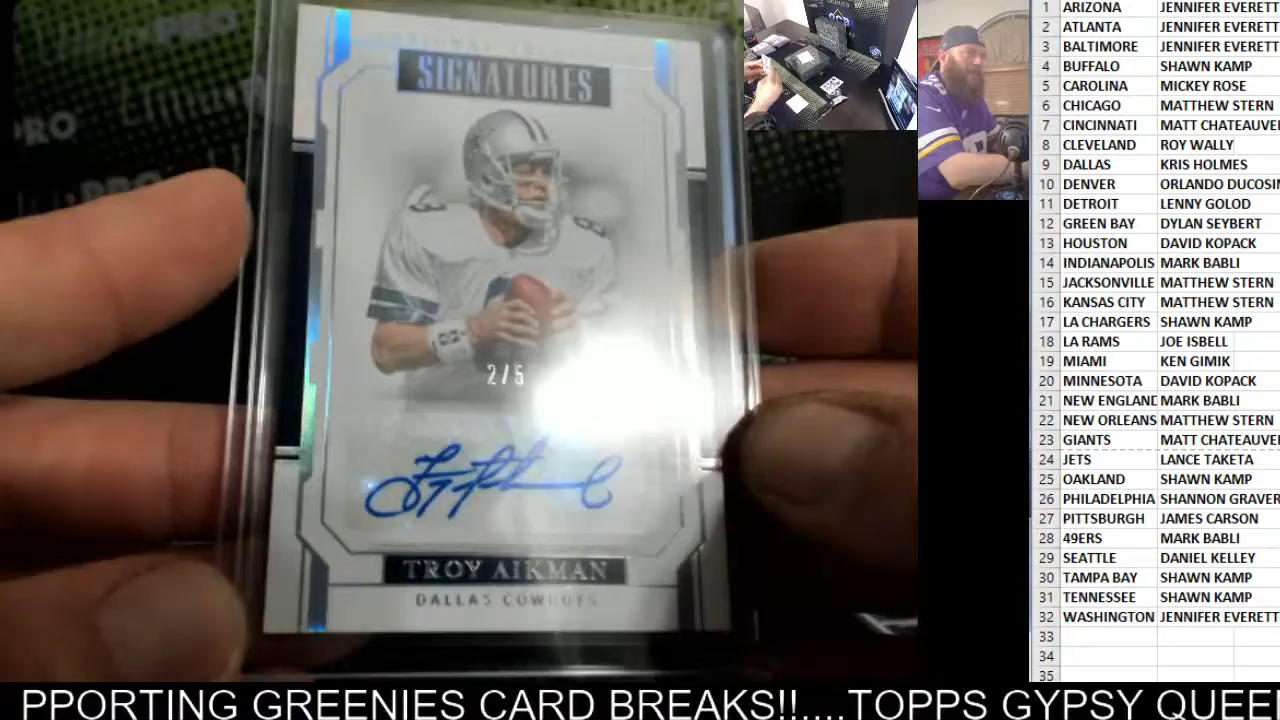 SIGNATURES
2/5
TROY AIKMAN
DALLAS COWBOYS
PRO
1 ARIZONA JENNIFER EVERETT
2 ATLANTA JENNIFER EVERETT
3 BALTIMORE JENNIFER EVERETT
4 BUFFALO SHAWN KAMP
5 CAROLINA MICKEY ROSE
6 CHICAGO MATTHEW STERN
7 CINCINNATI MATT CHATEAUVE
8 CLEVELAND ROY WALLY
9 DALLAS KRIS HOLMES
10 DENVER ORLANDO DUCOSIN
11 DETROIT LENNY GOLOD
12 GREEN BAY DYLAN SEYBERT
13 HOUSTON DAVID KOPACK
14 INDIANAPOLIS MARK BABLI
15 JACKSONVILLE MATTHEW STERN
16 KANSAS CITY MATTHEW STERN
17 LA CHARGERS SHAWN KAMP
18 LA RAMS JOE ISBELL
19 MIAMI KEN GIMIK
20 MINNESOTA DAVID KOPACK
21 NEW ENGLAND MARK BABLI
22 NEW ORLEANS MATTHEW STERN
23 GIANTS MATT CHATEAUVE
24 JETS LANCE TAKETA
25 OAKLAND SHAWN KAMP
26 PHILADELPHIA SHANNON GRAVER
27 PITTSBURGH JAMES CARSON
28 49ERS MARK BABLI
29 SEATTLE DANIEL KELLEY
30 TAMPA BAY SHAWN KAMP
31 TENNESSEE SHAWN KAMP
32 WASHINGTON JENNIFER EVERETT
33
34
35
PPORTING GREENIES CARD BREAKS!!....TOPPS GYPSY QUEE